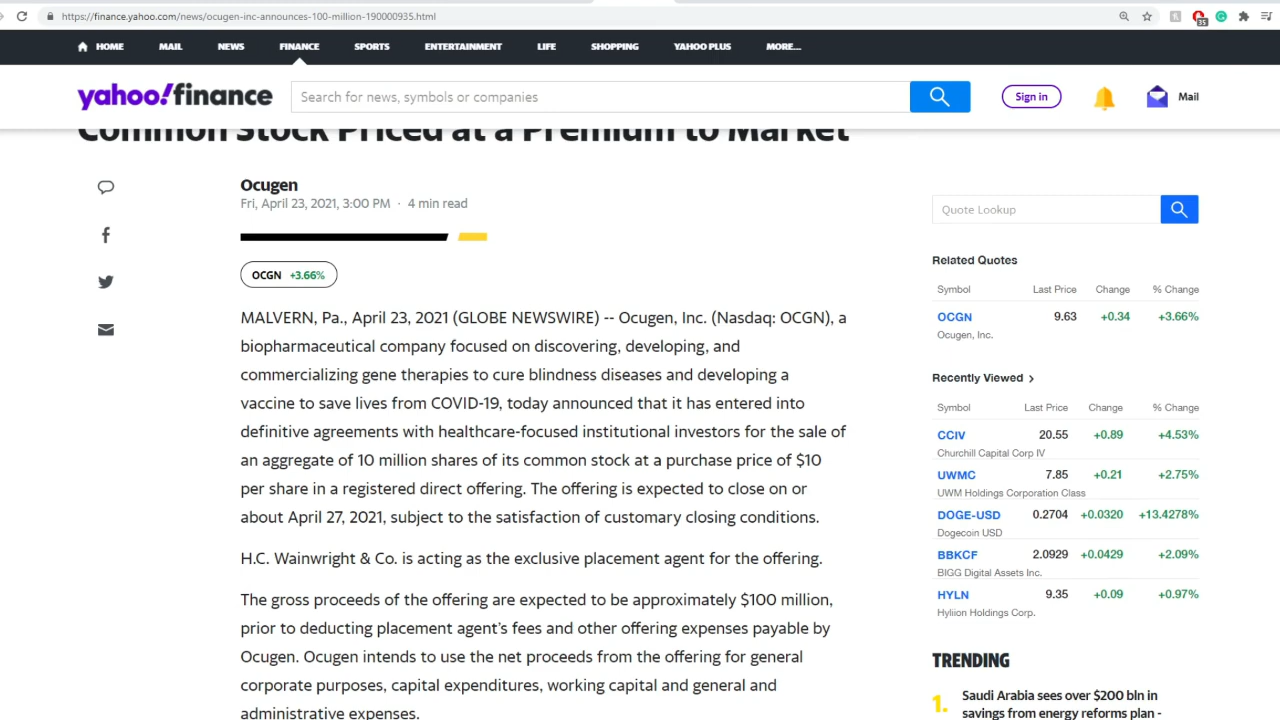 https://finance.yahoo.com/news/ocugen-inc-announces-100-million-190000935.html
35
HOME MAIL NEWS FINANCE SPORTS ENTERTAINMENT LIFE SHOPPING YAHOO PLUS MORE...
yahoo!finance
Search for news, symbols or companies
Sign in
Mail
Common Stock Priced at a Premium to Market
Ocugen
Fri, April 23, 2021, 3:00 PM · 4 min read
OCGN +3.66%
MALVERN, Pa., April 23, 2021 (GLOBE NEWSWIRE) -- Ocugen, Inc. (Nasdaq: OCGN), a
biopharmaceutical company focused on discovering, developing, and
commercializing gene therapies to cure blindness diseases and developing a
vaccine to save lives from COVID-19, today announced that it has entered into
definitive agreements with healthcare-focused institutional investors for the sale of
an aggregate of 10 million shares of its common stock at a purchase price of $10
per share in a registered direct offering. The offering is expected to close on or
about April 27, 2021, subject to the satisfaction of customary closing conditions.
H.C. Wainwright & Co. is acting as the exclusive placement agent for the offering.
The gross proceeds of the offering are expected to be approximately $100 million,
prior to deducting placement agent's fees and other offering expenses payable by
Ocugen. Ocugen intends to use the net proceeds from the offering for general
corporate purposes, capital expenditures, working capital and general and
administrative expenses.
Quote Lookup
Related Quotes
Symbol Last Price Change % Change
OCGN 9.63 +0.34 +3.66%
Ocugen, Inc.
Recently Viewed >
Symbol Last Price Change % Change
CCIV 20.55 +0.89 +4.53%
Churchill Capital Corp IV
UWMC 7.85 +0.21 +2.75%
UWM Holdings Corporation Class
DOGE-USD 0.2704 +0.0320 +13.4278%
Dogecoin USD
BBKCF 2.0929 +0.0429 +2.09%
BIGG Digital Assets Inc.
HYLN 9.35 +0.09 +0.97%
Hyliion Holdings Corp.
TRENDING
1. Saudi Arabia sees over $200 bln in
savings from energy reforms plan -